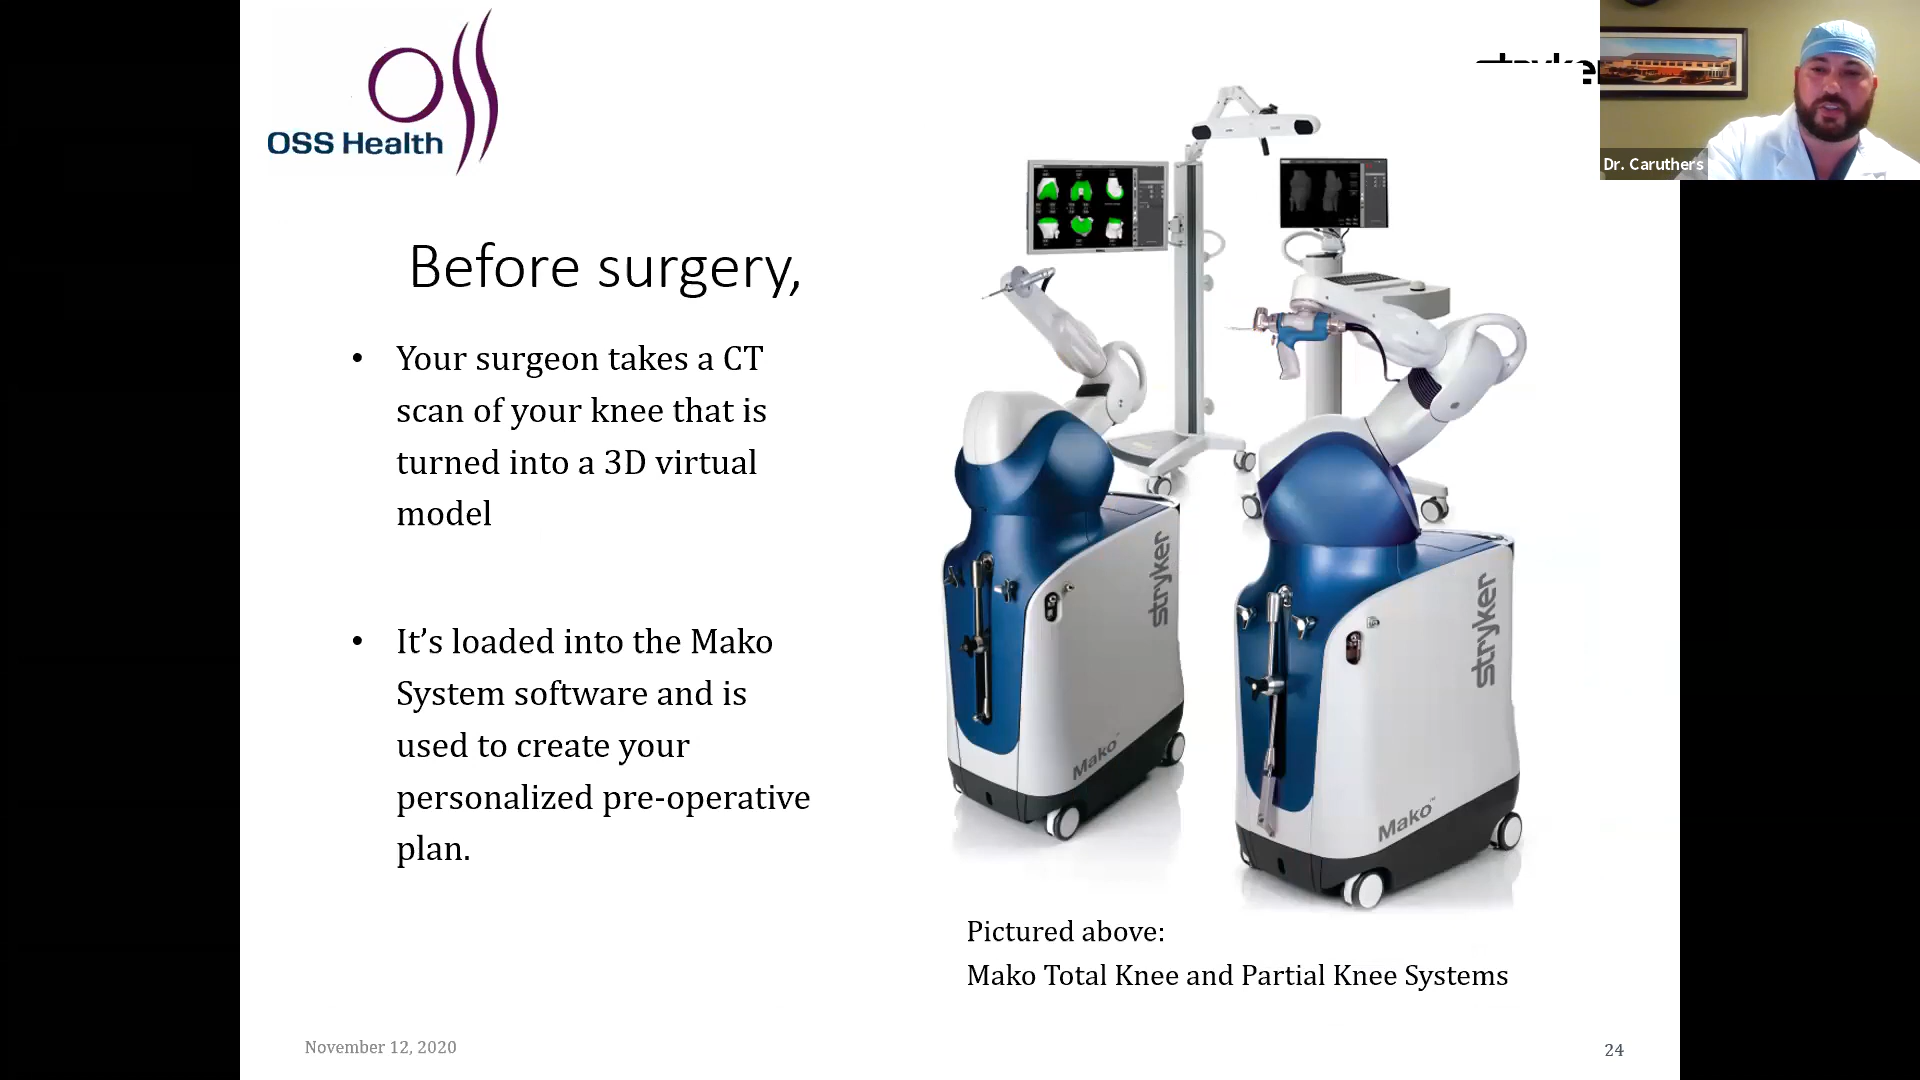 OSS Health
stryker
Dr. Caruthers
Before surgery,
• Your surgeon takes a CT
scan of your knee that is
turned into a 3D virtual
model
• It’s loaded into the Mako
System software and is
used to create your
personalized pre-operative
plan.
stryker
Mako
stryker
Mako™
Pictured above:
Mako Total Knee and Partial Knee Systems
November 12, 2020
24